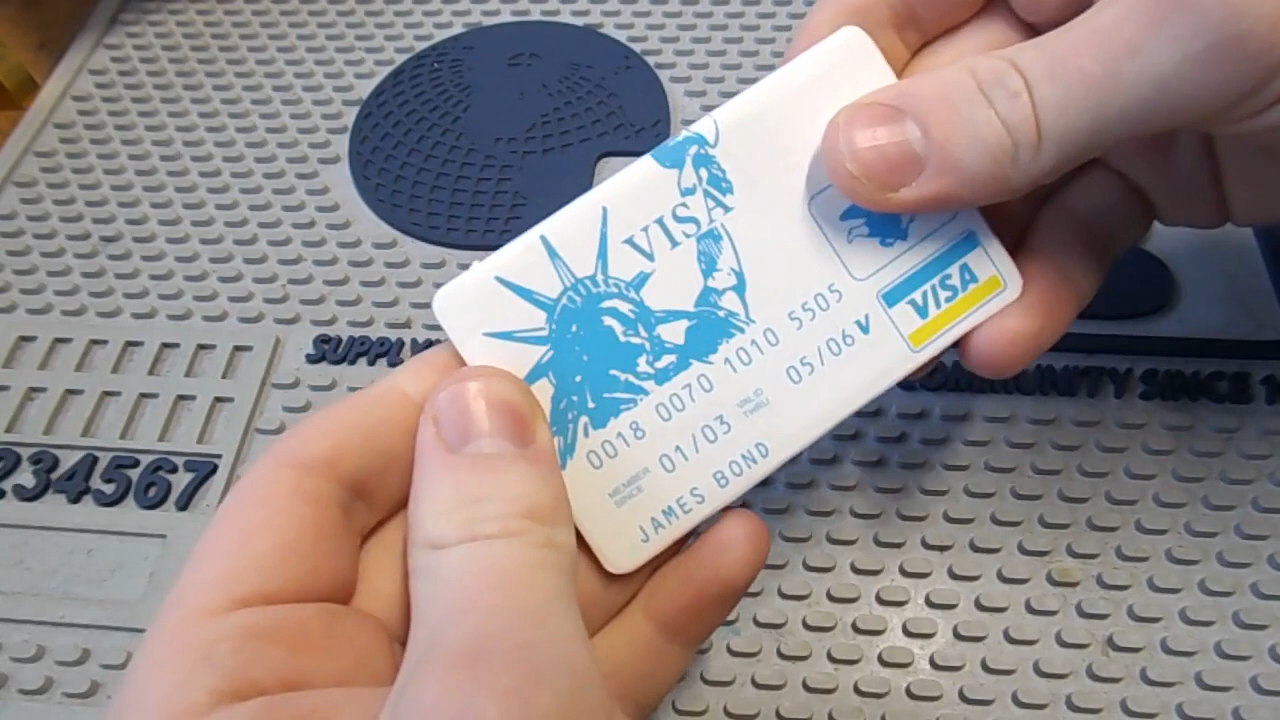 VISA
VISA
0018 0070 1010 5505
MEMBER SINCE 01/03 VALID THRU 05/06 V
JAMES BOND
SUPPLY
COMMUNITY SINCE 1
234567